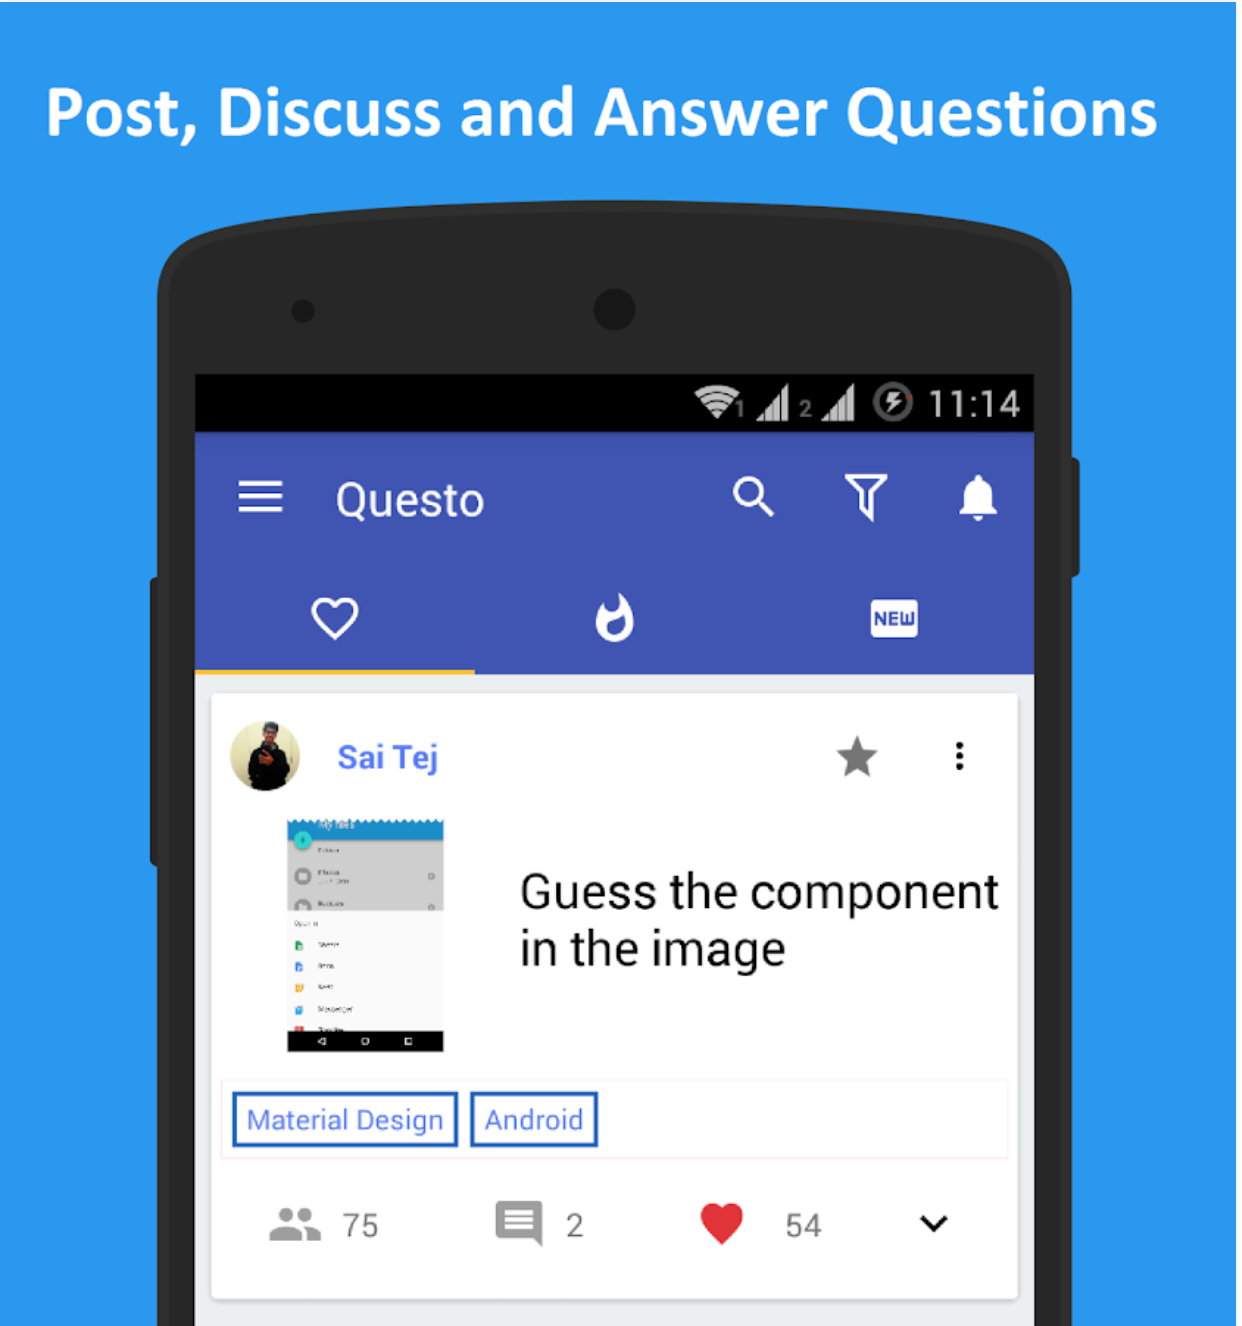 Post, Discuss and Answer Questions
1 2 11:14
Questo
NEW
Sai Tej
Guess the component
in the image
Messenger
Material Design
Android
75
2
54